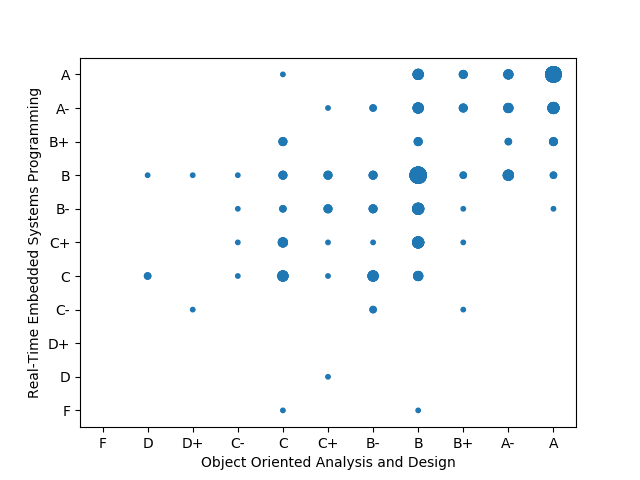 A
A-
B+
B
B-
C+
C
C-
D+
D
F
Real-Time Embedded Systems Programming
F D D+ C- C C+ B- B B+ A- A
Object Oriented Analysis and Design